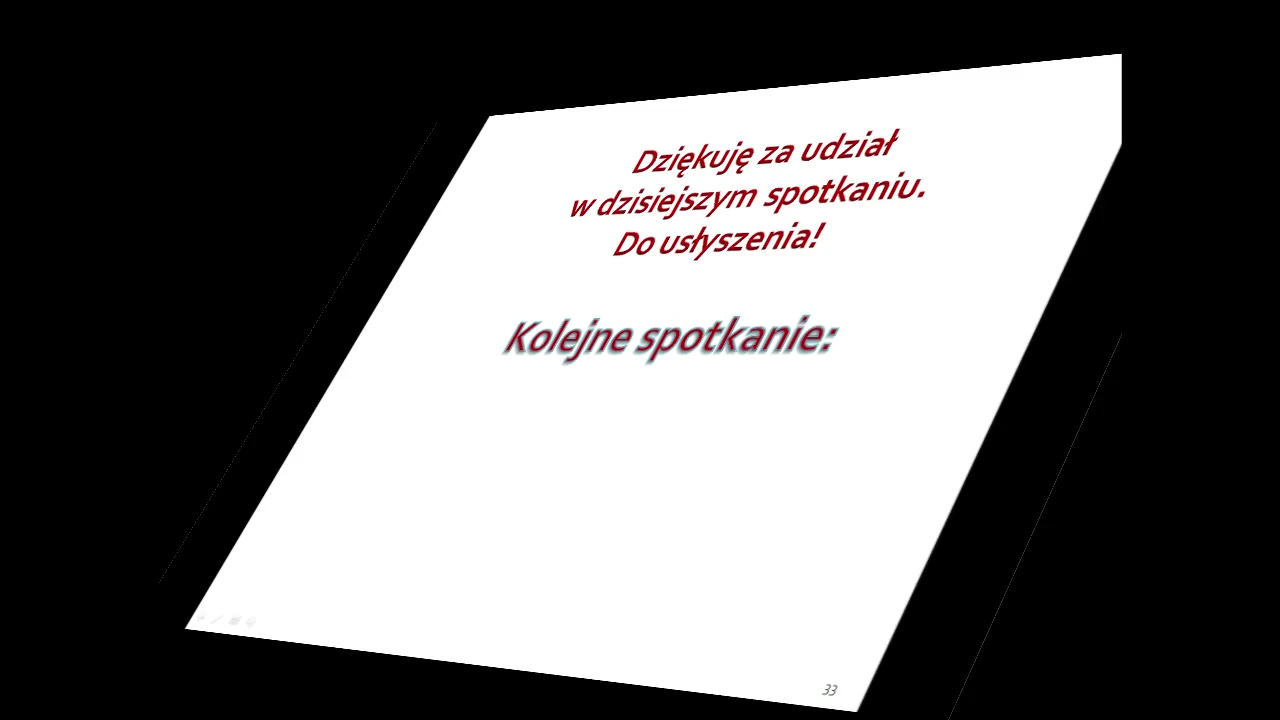 Dziękuję za udział
w dzisiejszym spotkaniu.
Do usłyszenia!
Kolejne spotkanie:
33